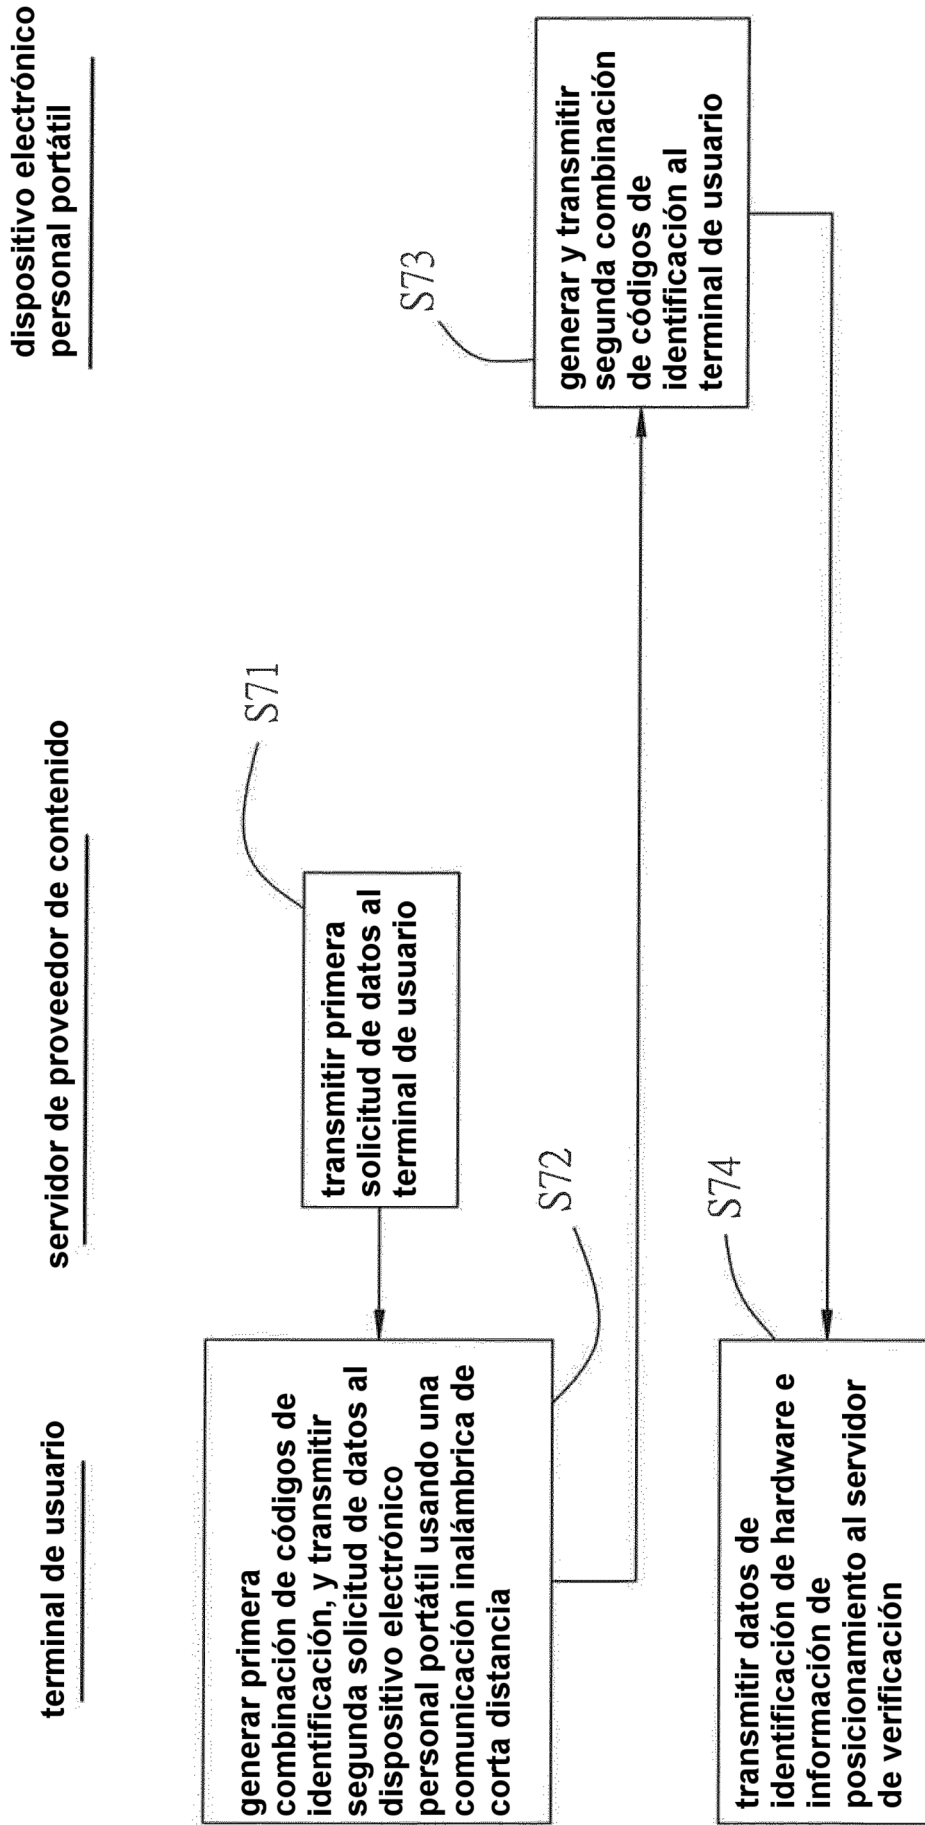 terminal de usuario
servidor de proveedor de contenido
dispositivo electrónico
personal portátil
S71
transmitir primera
solicitud de datos al
terminal de usuario
generar primera
combinación de códigos de
identificación, y transmitir
segunda solicitud de datos al
dispositivo electrónico
personal portátil usando una
comunicación inalámbrica de
corta distancia
S72
S73
generar y transmitir
segunda combinación
de códigos de
identificación al
terminal de usuario
S74
transmitir datos de
identificación de hardware e
información de
posicionamiento al servidor
de verificación